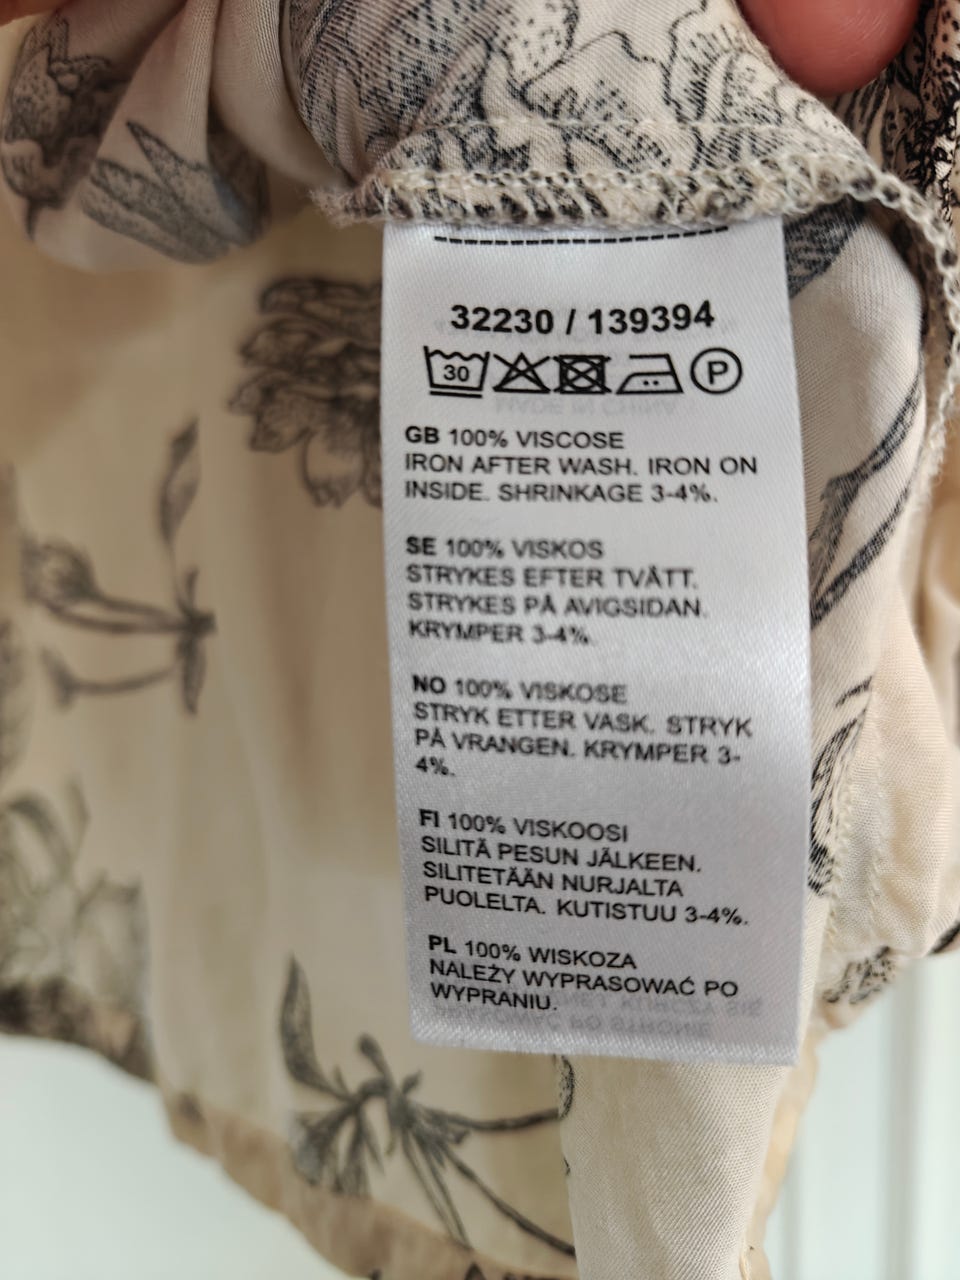 32230 / 139394
30 P
GB 100% VISCOSE
IRON AFTER WASH. IRON ON
INSIDE. SHRINKAGE 3-4%.
SE 100% VISKOS
STRYKES EFTER TVÄTT.
STRYKES PÅ AVIGSIDAN.
KRYMPER 3-4%.
NO 100% VISKOSE
STRYK ETTER VASK. STRYK
PÅ VRANGEN. KRYMPER 3-
4%.
FI 100% VISKOOSI
SILITÄ PESUN JÄLKEEN.
SILITETÄÄN NURJALTA
PUOLELTA. KUTISTUU 3-4%.
PL 100% WISKOZA
NALEŻY WYPRASOWAĆ PO
WYPRANIU.